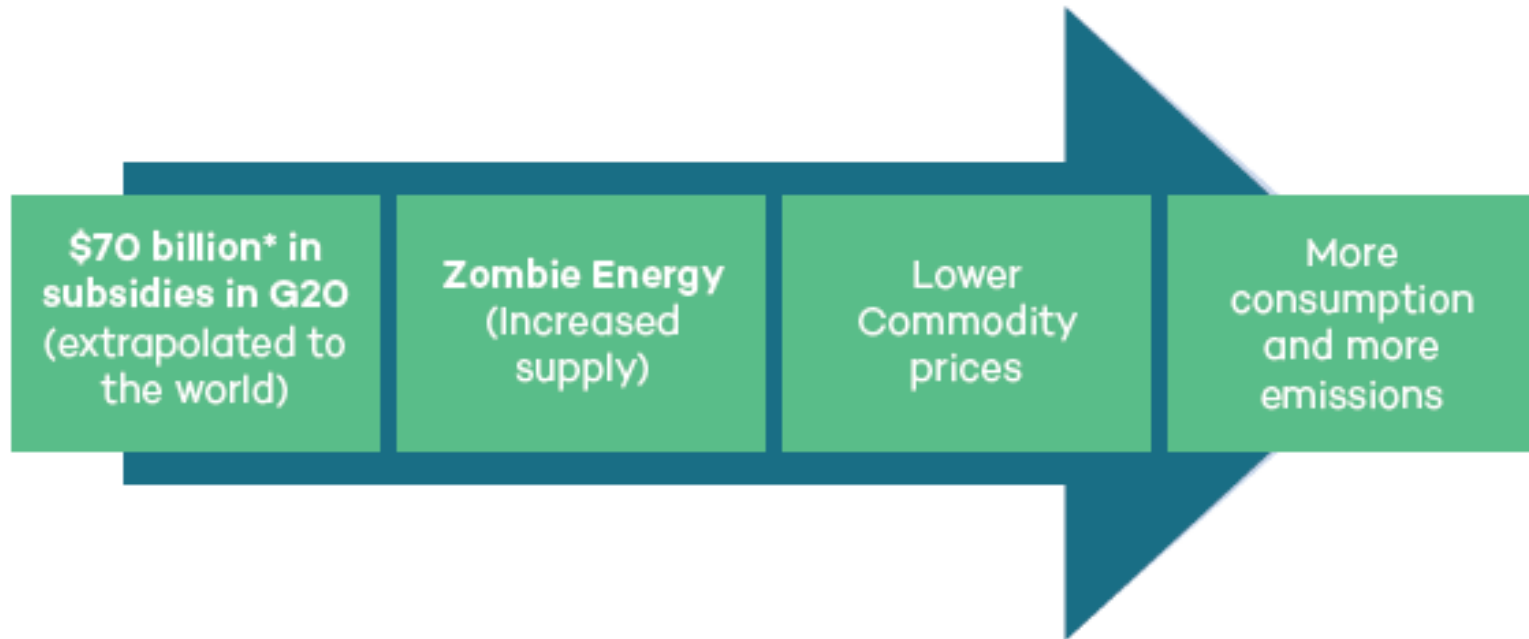 $70 billion* in
subsidies in G20
(extrapolated to
the world)
Zombie Energy
(Increased
supply)
Lower
Commodity
prices
More
consumption
and more
emissions